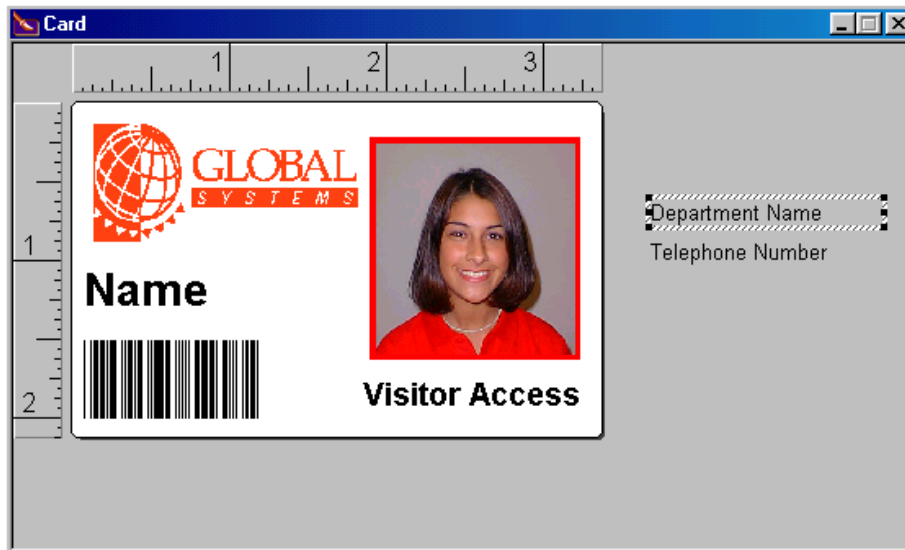 Card
1 2 3
GLOBAL
SYSTEMS
Department Name
1
Telephone Number
Name
2
Visitor Access